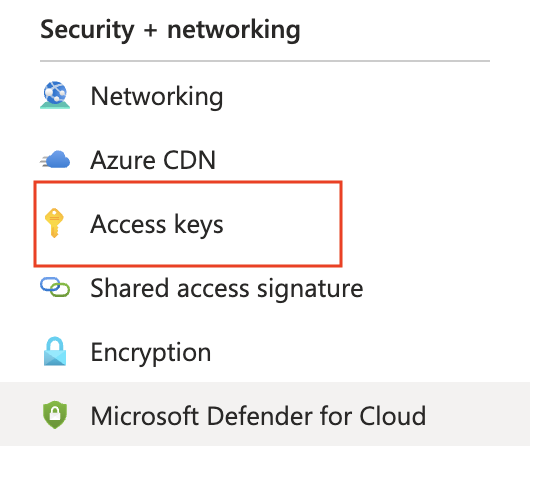 Security + networking
Networking
Azure CDN
Access keys
Shared access signature
Encryption
Microsoft Defender for Cloud